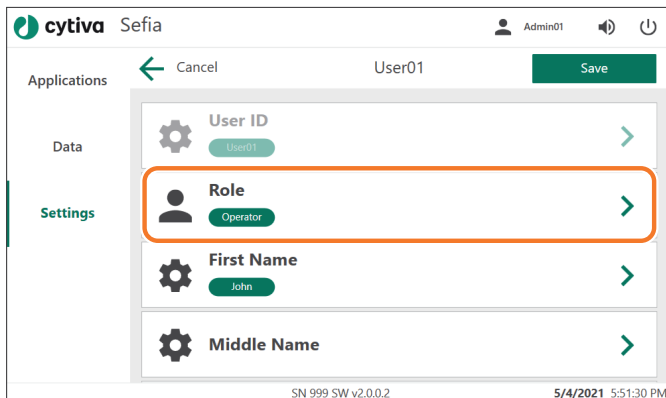 cytiva Sefia Admin01
Cancel User01 Save
Applications
Data
Settings
User ID
User01
Role
Operator
First Name
John
Middle Name
SN 999 SW v2.0.0.2 5/4/2021 5:51:30 PM